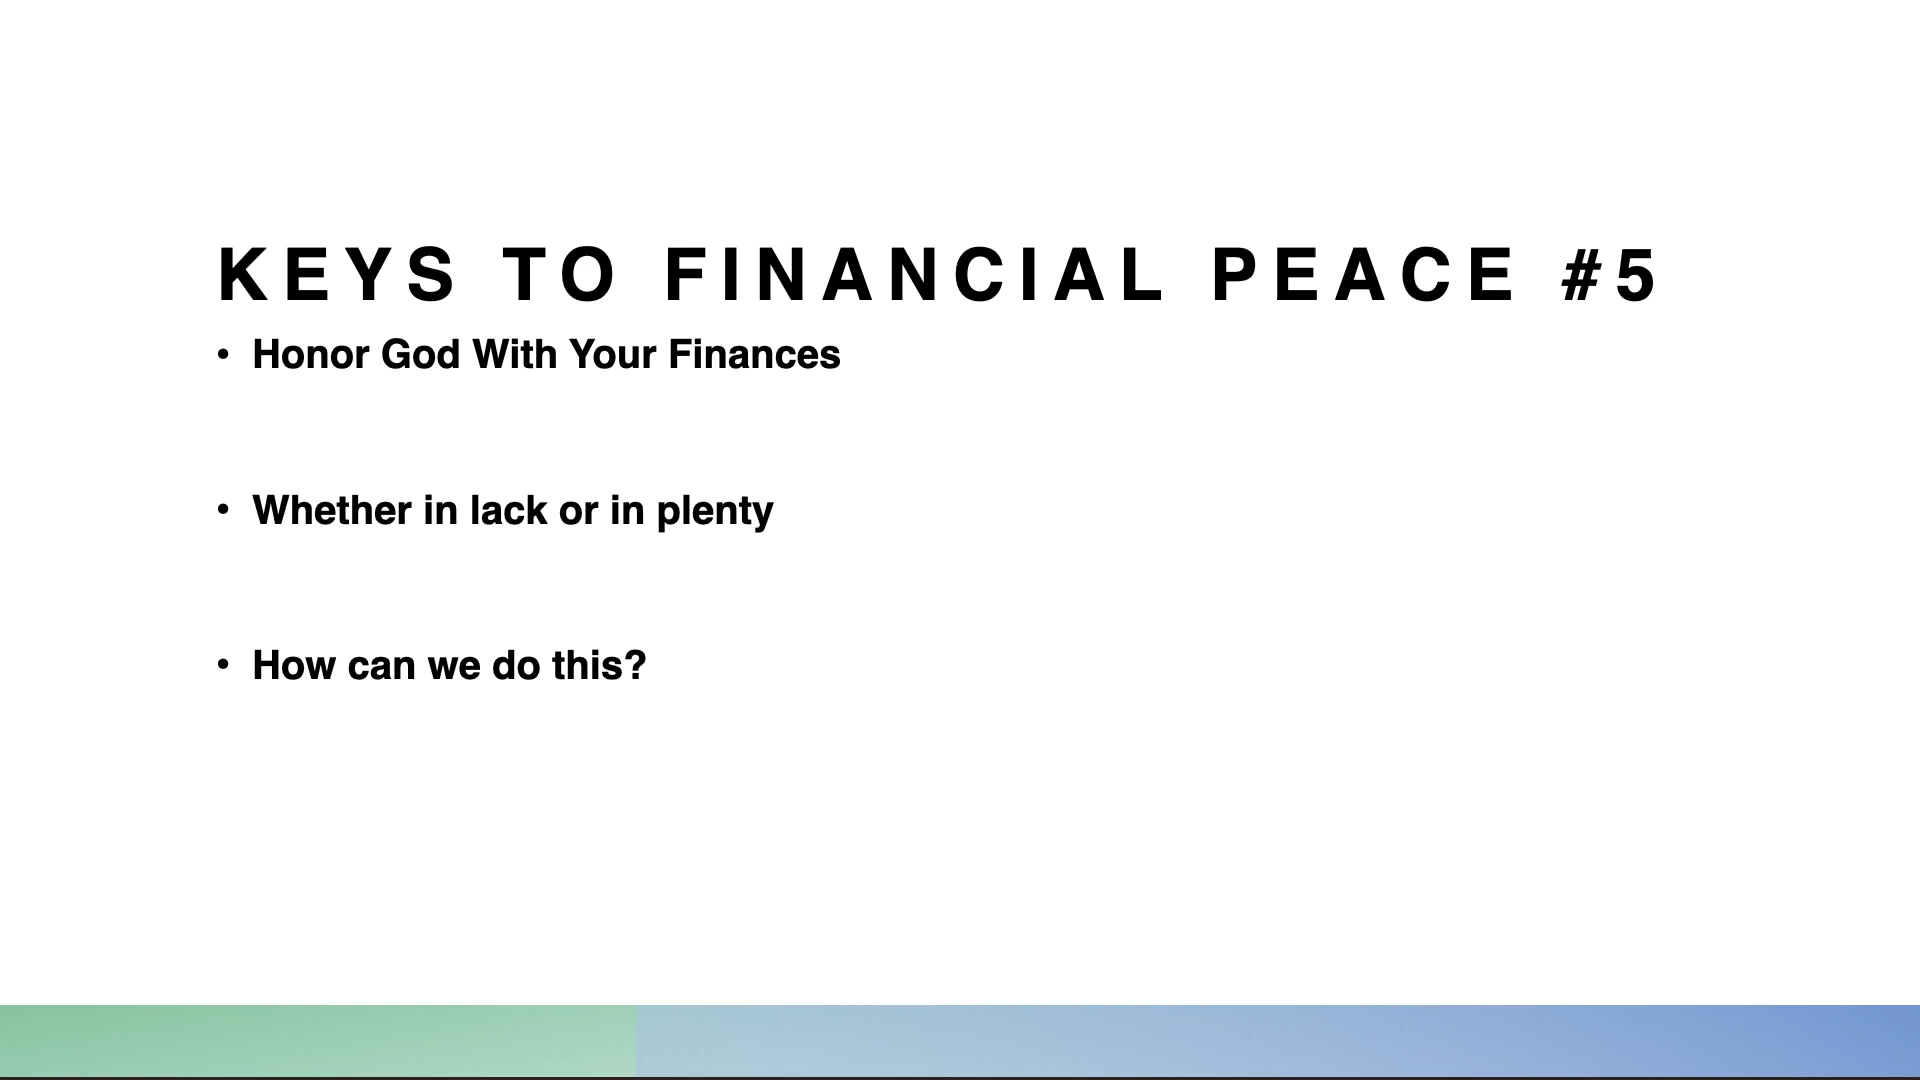 KEYS TO FINANCIAL PEACE #5
• Honor God With Your Finances
• Whether in lack or in plenty
• How can we do this?